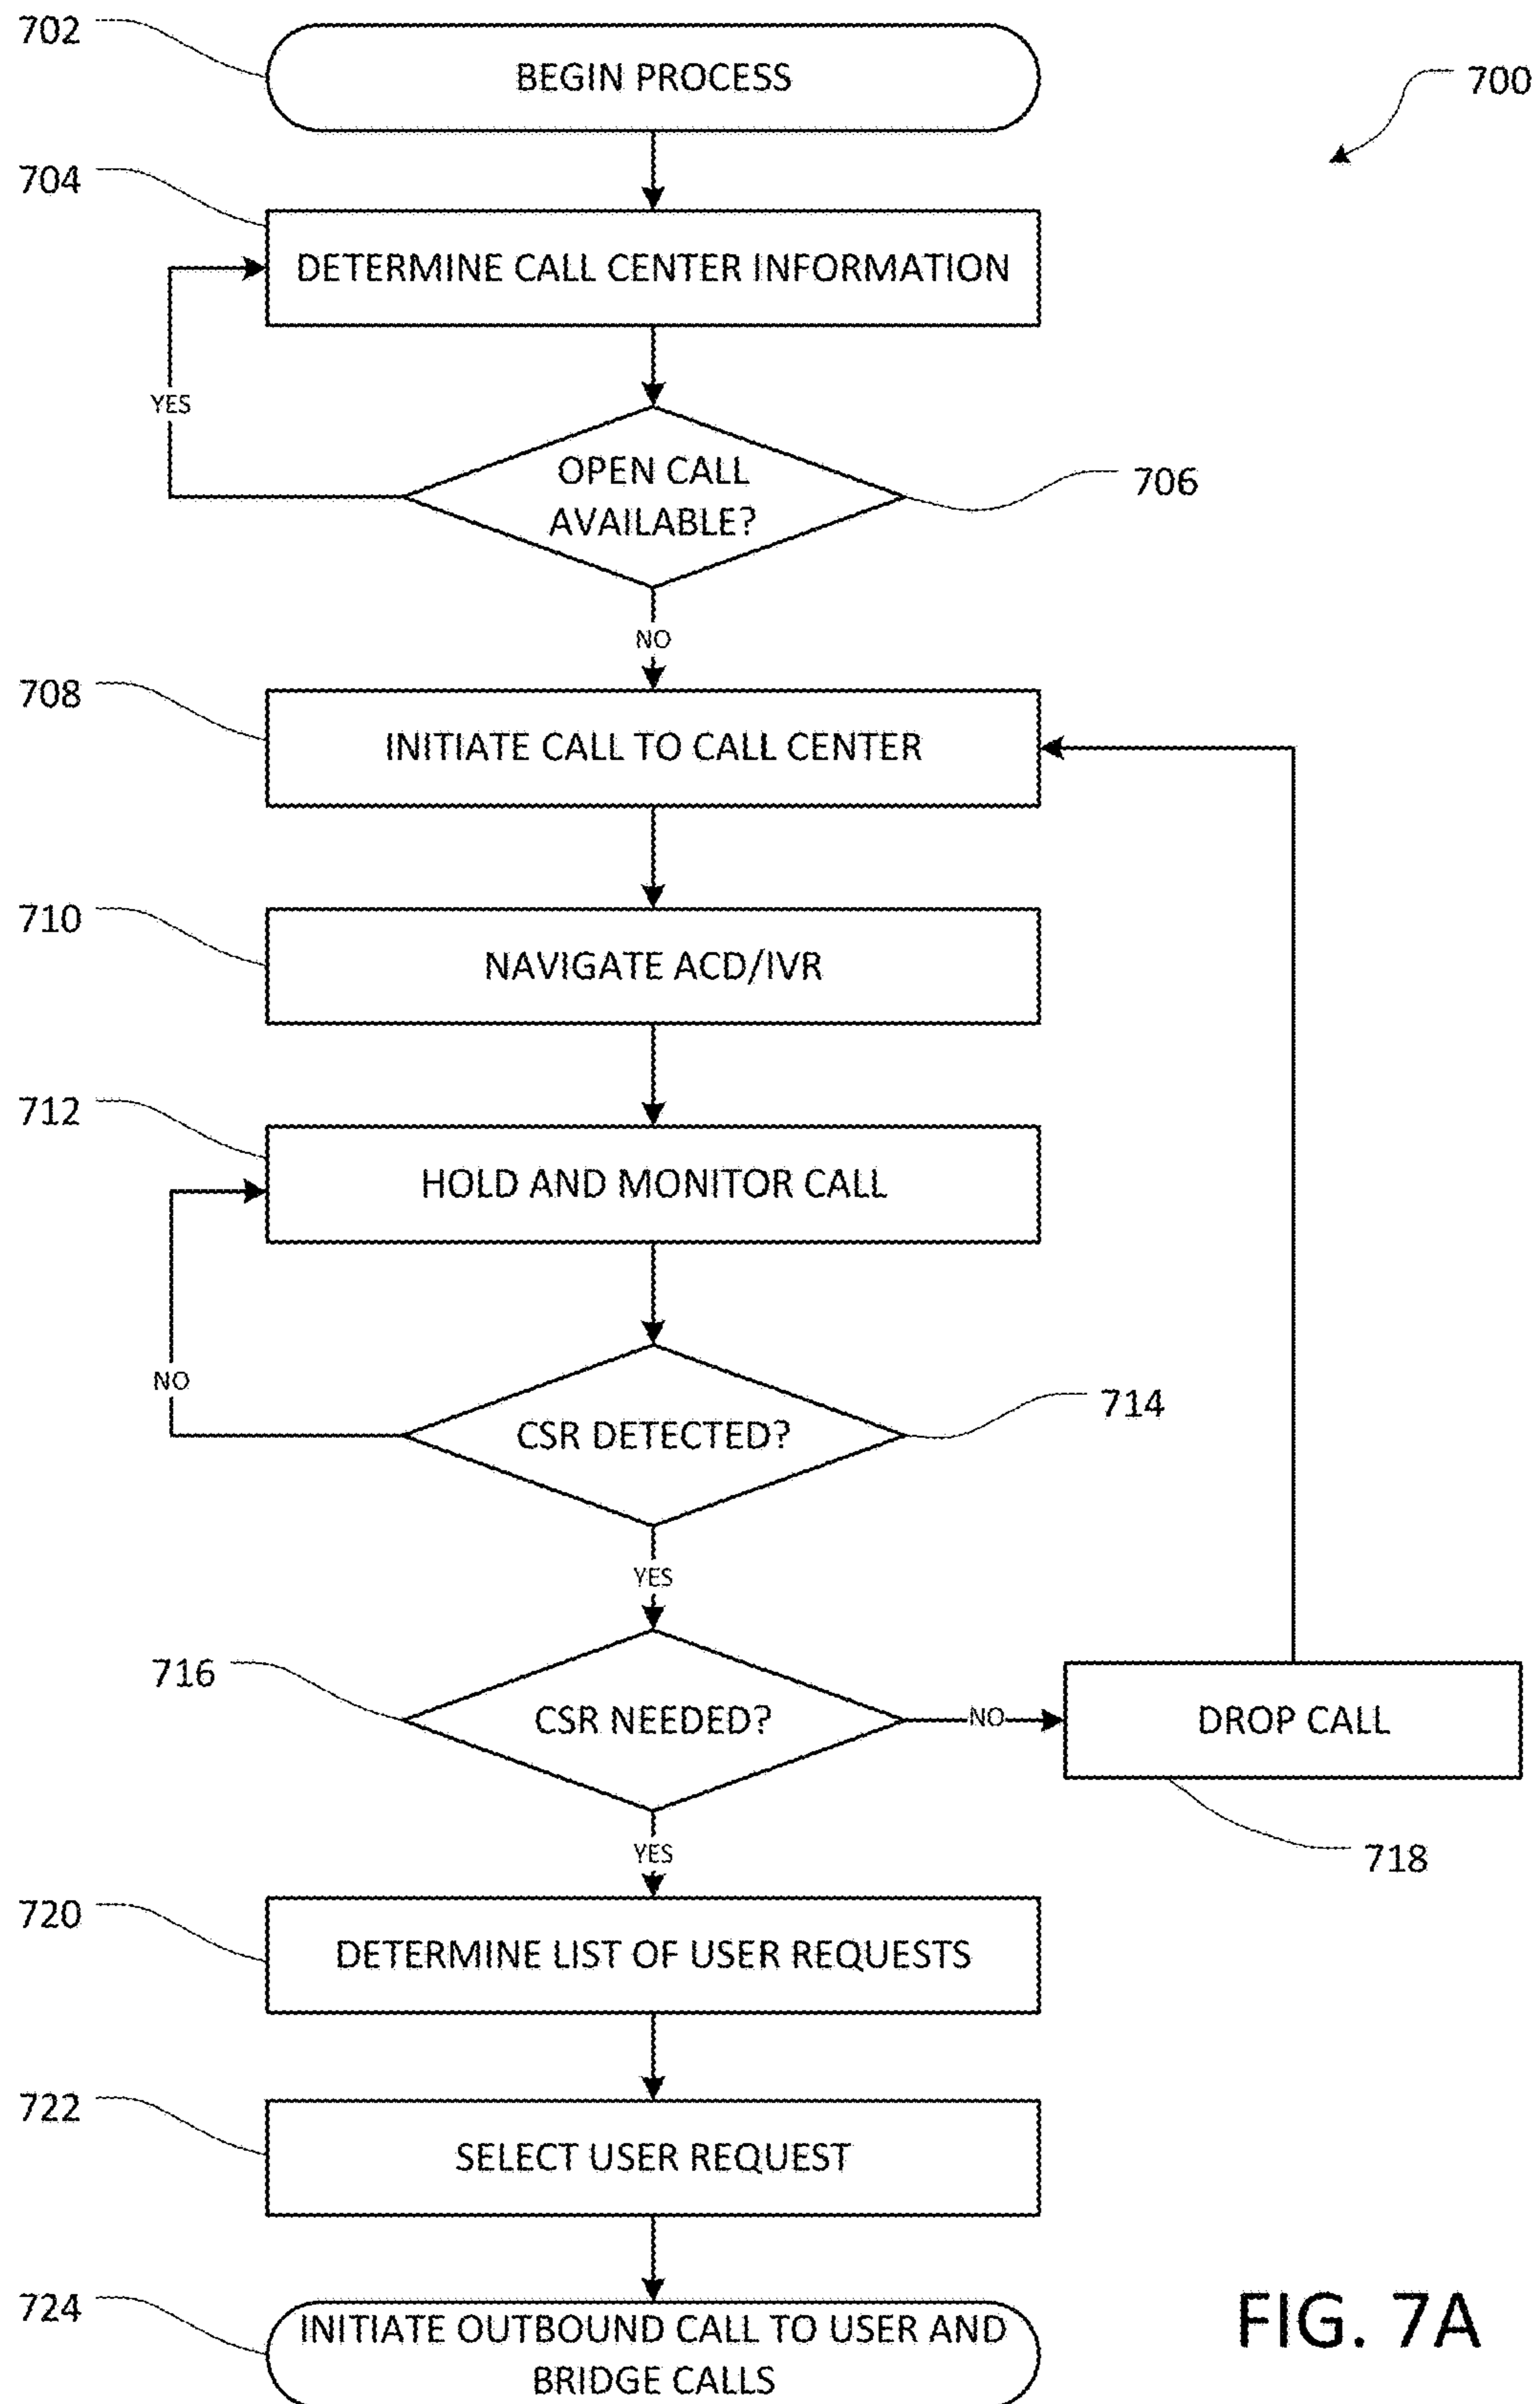 702
BEGIN PROCESS
700
704
DETERMINE CALL CENTER INFORMATION
YES
OPEN CALL
AVAILABLE?
706
NO
708
INITIATE CALL TO CALL CENTER
710
NAVIGATE ACD/IVR
712
HOLD AND MONITOR CALL
NO
CSR DETECTED?
714
YES
716
CSR NEEDED?
NO
DROP CALL
718
YES
720
DETERMINE LIST OF USER REQUESTS
722
SELECT USER REQUEST
724
INITIATE OUTBOUND CALL TO USER AND
BRIDGE CALLS
FIG. 7A